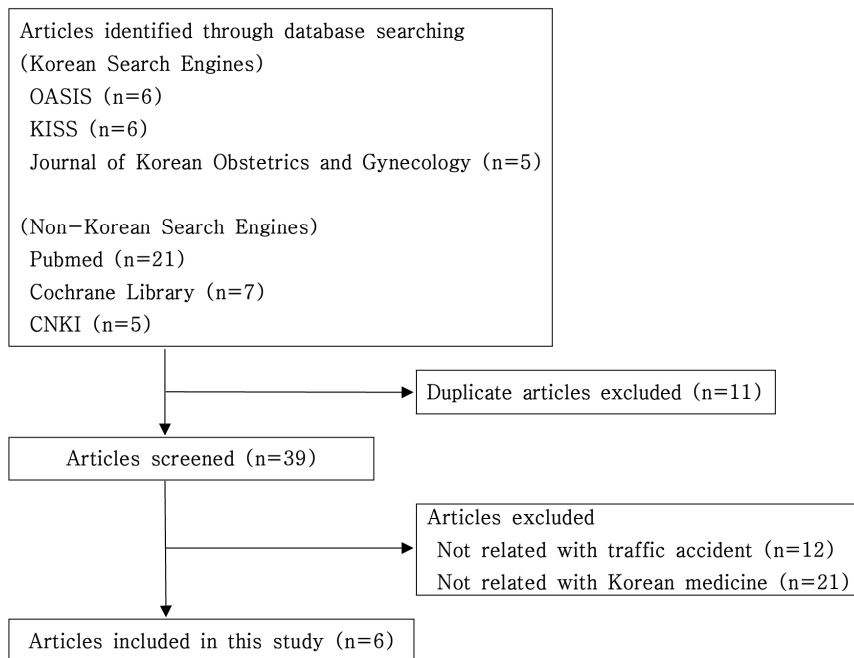 Articles identified through database searching
(Korean Search Engines)
OASIS (n=6)
KISS (n=6)
Journal of Korean Obstetrics and Gynecology (n=5)
(Non-Korean Search Engines)
Pubmed (n=21)
Cochrane Library (n=7)
CNKI (n=5)
Duplicate articles excluded (n=11)
Articles screened (n=39)
Articles excluded
Not related with traffic accident (n=12)
Not related with Korean medicine (n=21)
Articles included in this study (n=6)